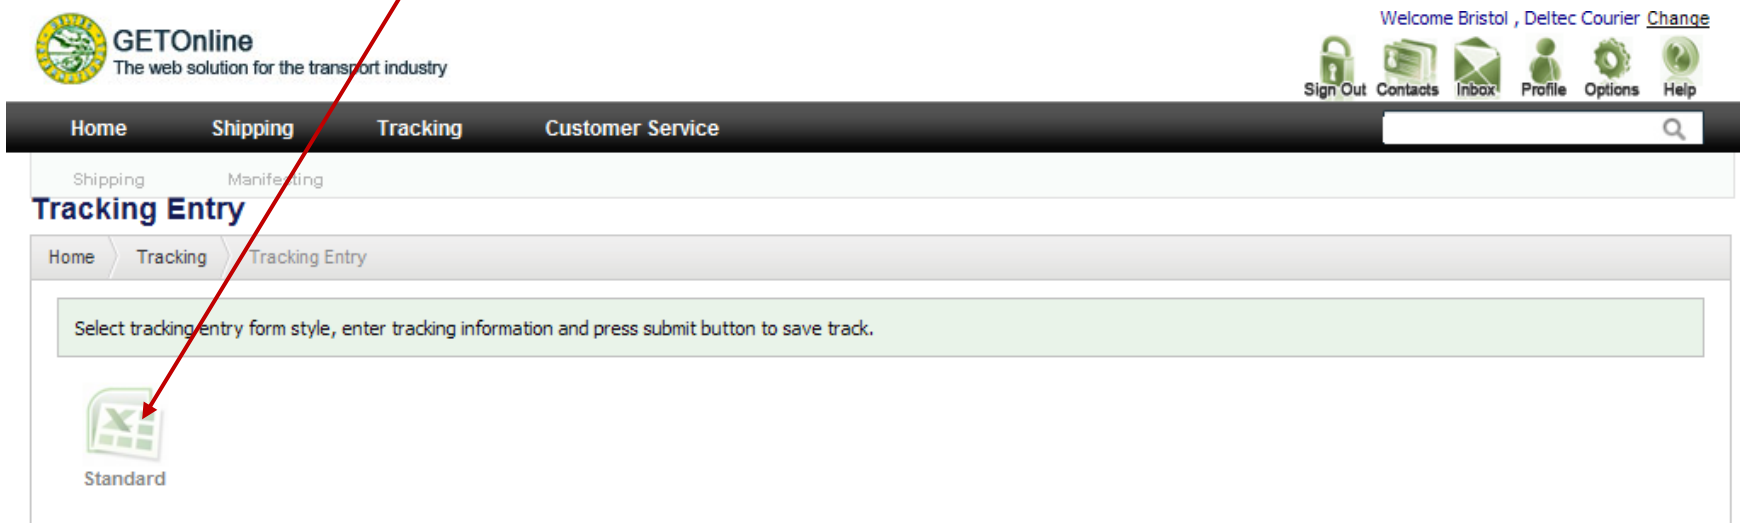 Welcome Bristol , Deltec Courier Change
GETOnline
The web solution for the transport industry
Sign Out Contacts Inbox Profile Options Help
Home Shipping Tracking Customer Service
Shipping Manifesting
Tracking Entry
Home Tracking Tracking Entry
Select tracking entry form style, enter tracking information and press submit button to save track.
X
Standard